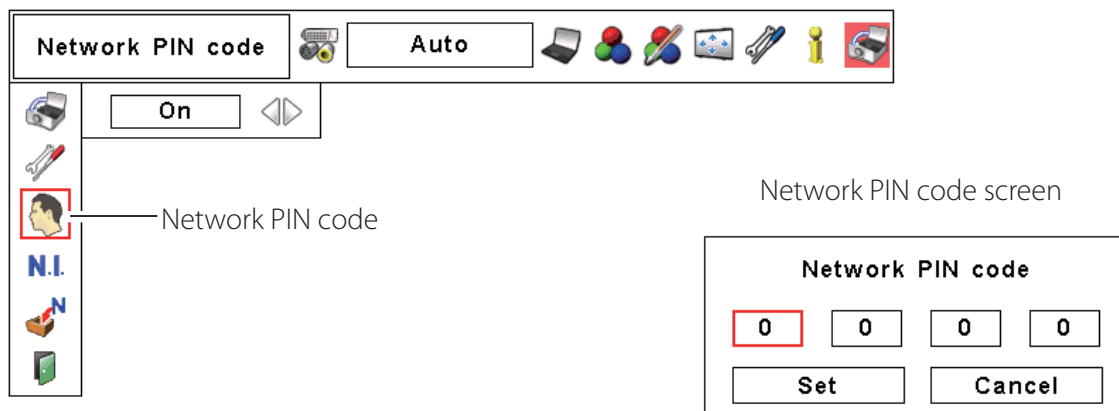 Network PIN code
Auto
On
Network PIN code
N.I.
N
Network PIN code screen
Network PIN code
0 0 0 0
Set Cancel